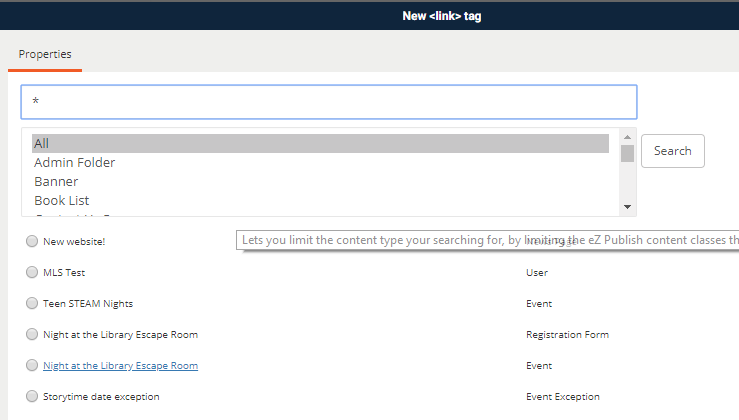 New <link> tag
Properties
*
All
Admin Folder
Banner
Book List
Search
Lets you limit the content type your searching for, by limiting the eZ Publish content classes th
New website!
MLS Test User
Teen STEAM Nights Event
Night at the Library Escape Room Registration Form
Night at the Library Escape Room Event
Storytime date exception Event Exception